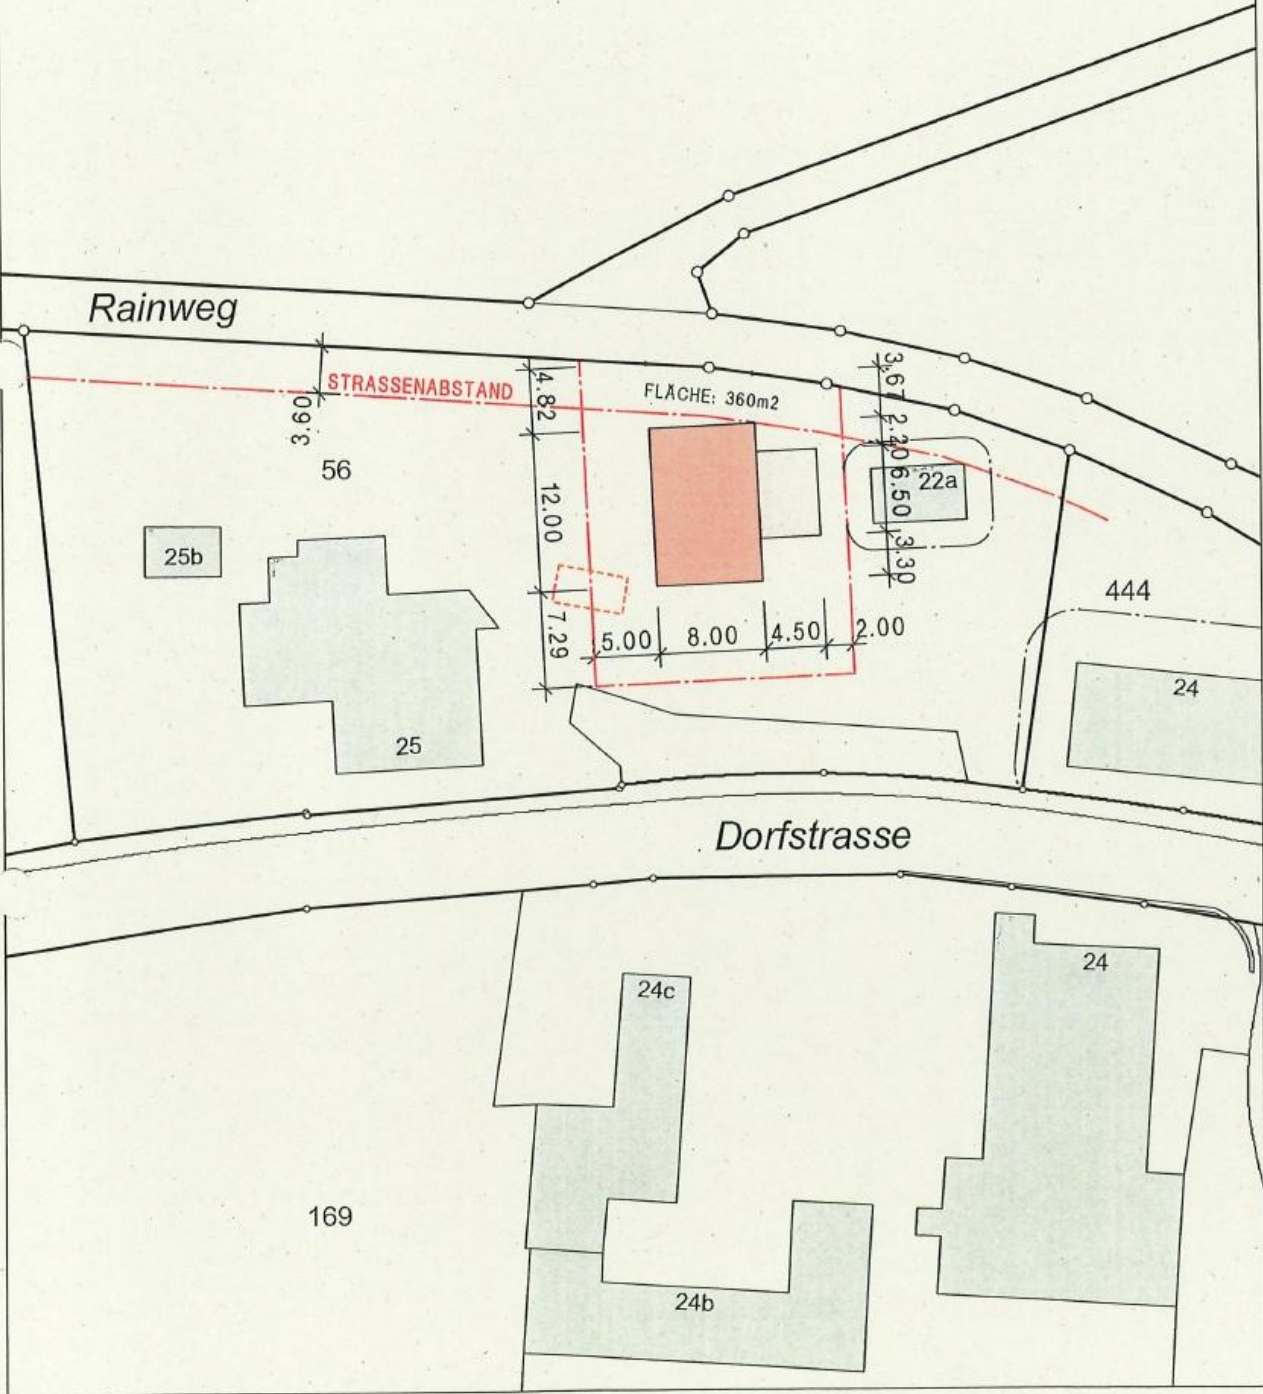 Rainweg
STRASSENABSTAND
3.60
4.82
FLÄCHE: 360m2
3.67
2.20
56
12.00
6.50
22a
25b
3.30
444
7.29
5.00
8.00
4.50
2.00
24
25
Dorfstrasse
24
24c
169
24b